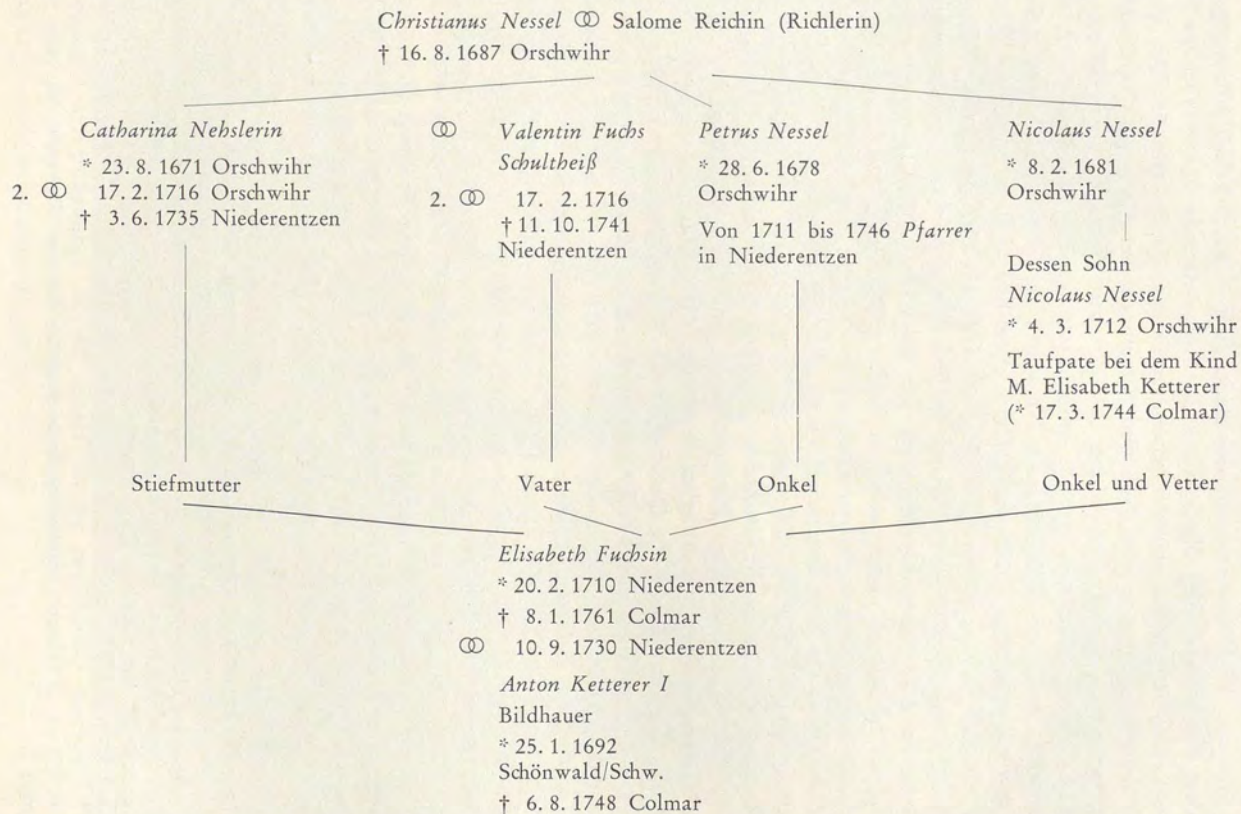 Christianus Nessel ⚭ Salome Reichin (Richlerin)
† 16. 8. 1687 Orschwihr
Catharina Nehslerin
* 23. 8. 1671 Orschwihr
2. ⚭ 17. 2. 1716 Orschwihr
† 3. 6. 1735 Niederentzen
⚭ Valentin Fuchs
Schultheiß
2. ⚭ 17. 2. 1716
† 11. 10. 1741
Niederentzen
Petrus Nessel
* 28. 6. 1678
Orschwihr
Von 1711 bis 1746 Pfarrer
in Niederentzen
Nicolaus Nessel
* 8. 2. 1681
Orschwihr
Dessen Sohn
Nicolaus Nessel
* 4. 3. 1712 Orschwihr
Taufpate bei dem Kind
M. Elisabeth Ketterer
(* 17. 3. 1744 Colmar)
Stiefmutter
Vater
Onkel
Onkel und Vetter
Elisabeth Fuchsin
* 20. 2. 1710 Niederentzen
† 8. 1. 1761 Colmar
⚭ 10. 9. 1730 Niederentzen
Anton Ketterer I
Bildhauer
* 25. 1. 1692
Schönwald/Schw.
† 6. 8. 1748 Colmar